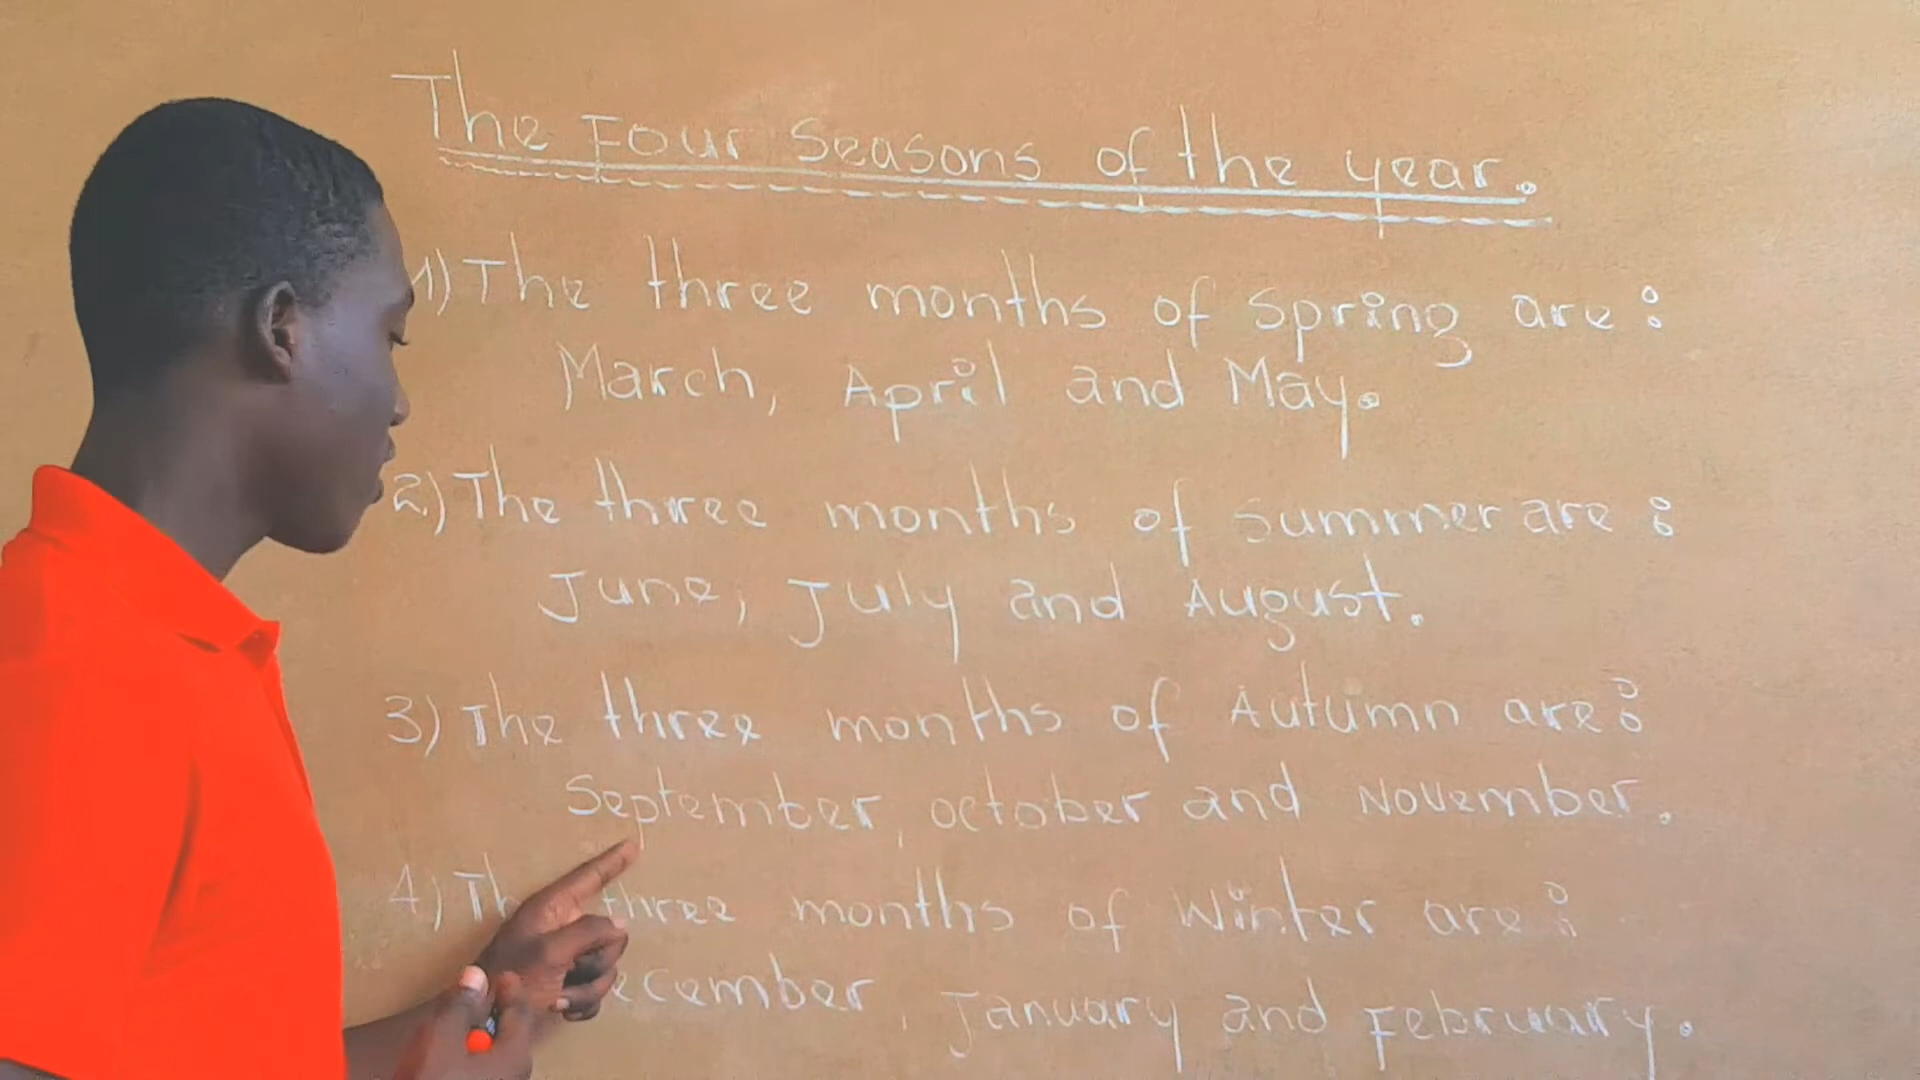 The Four Seasons of the year.
1) The three months of Spring are:
March, April and May.
2) The three months of summer are:
June, July and August.
3) The three months of Autumn are:
September, october and November.
4) The three months of Winter are:
ecember, January and February.